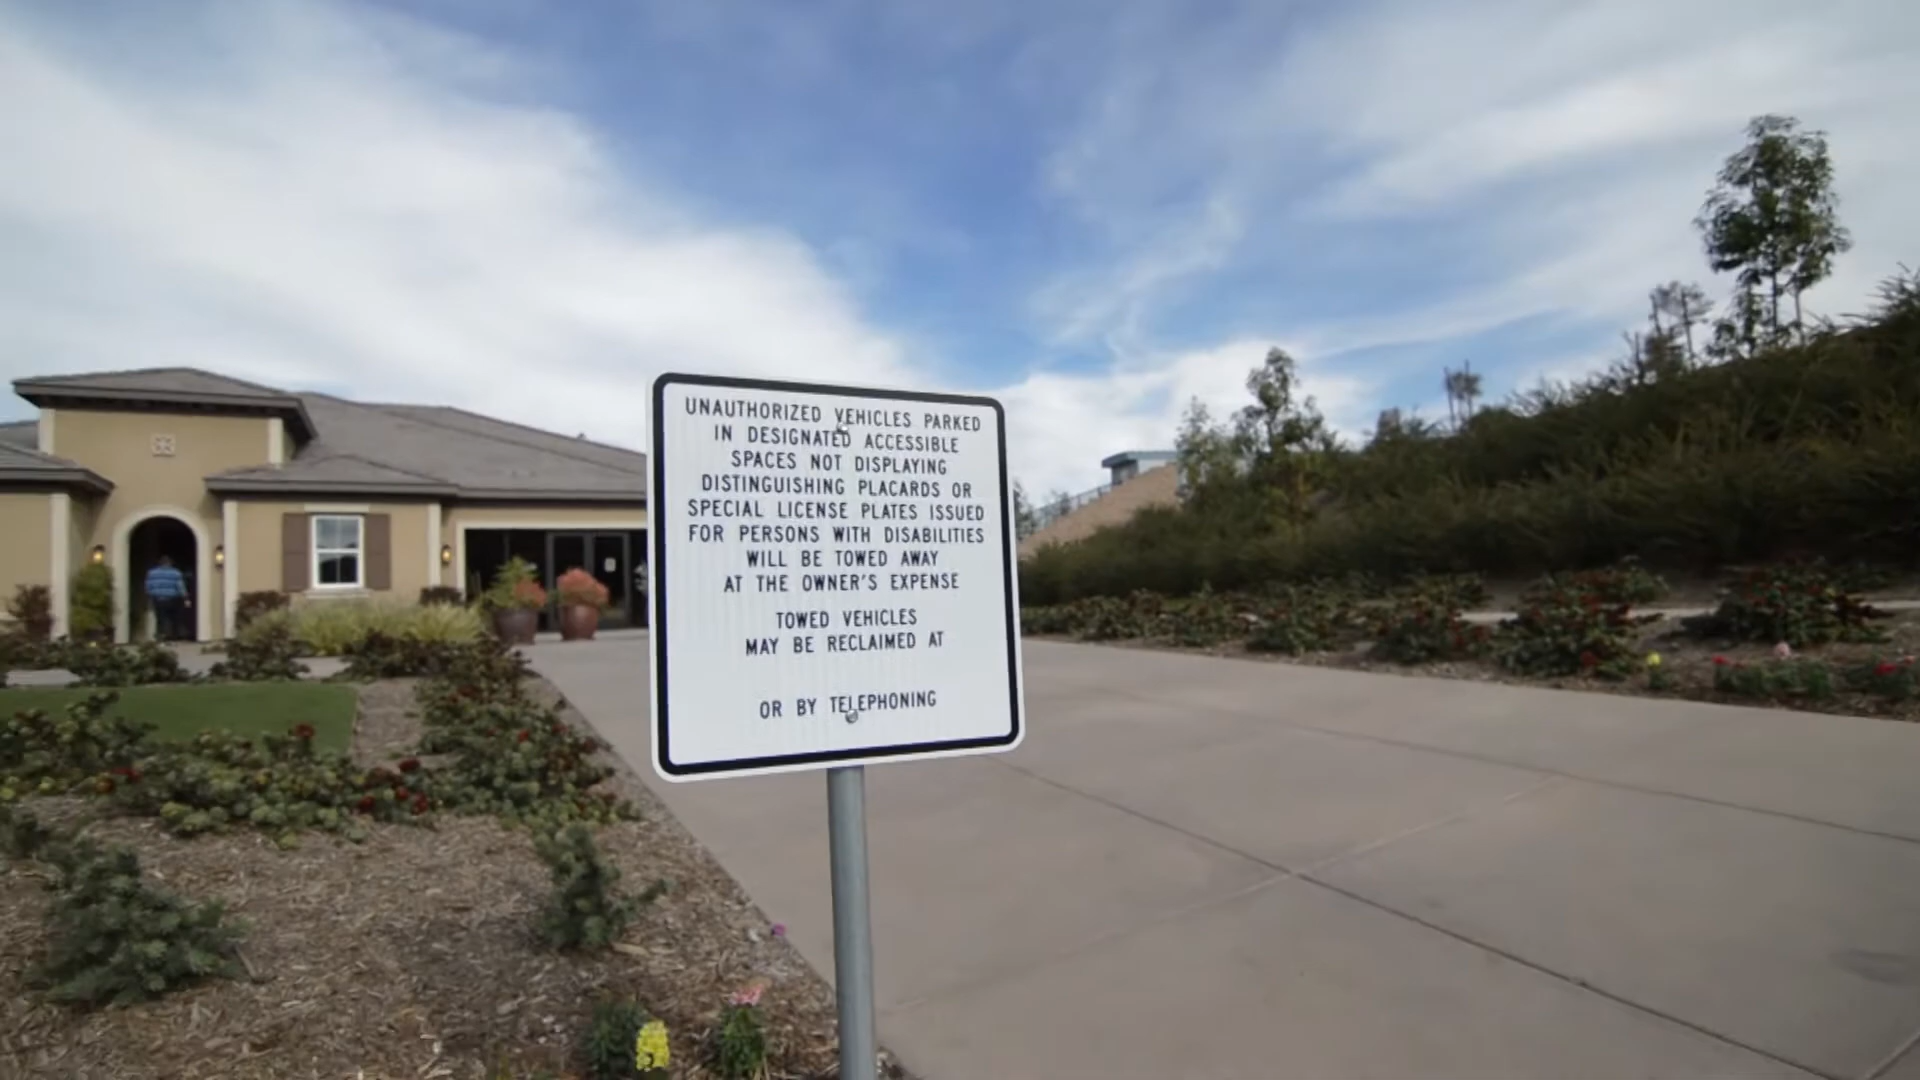 UNAUTHORIZED VEHICLES PARKED
IN DESIGNATED ACCESSIBLE
SPACES NOT DISPLAYING
DISTINGUISHING PLACARDS OR
SPECIAL LICENSE PLATES ISSUED
FOR PERSONS WITH DISABILITIES
WILL BE TOWED AWAY
AT THE OWNER'S EXPENSE
TOWED VEHICLES
MAY BE RECLAIMED AT
OR BY TELEPHONING